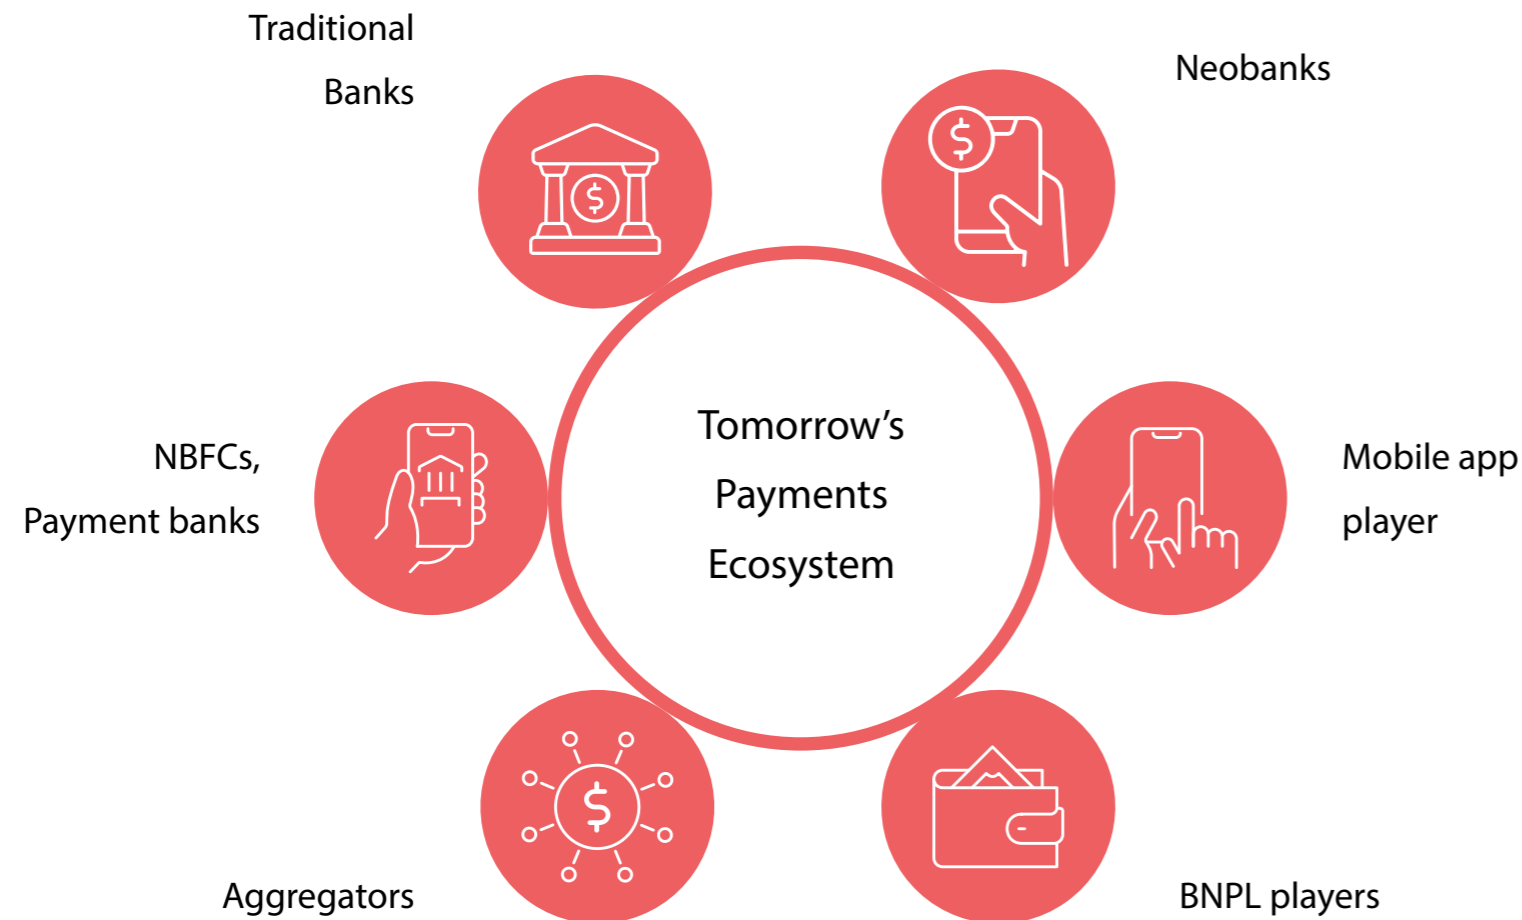 Traditional
Banks
Neobanks
NBFCs,
Payment banks
Tomorrow’s
Payments
Ecosystem
Mobile app
player
Aggregators
BNPL players